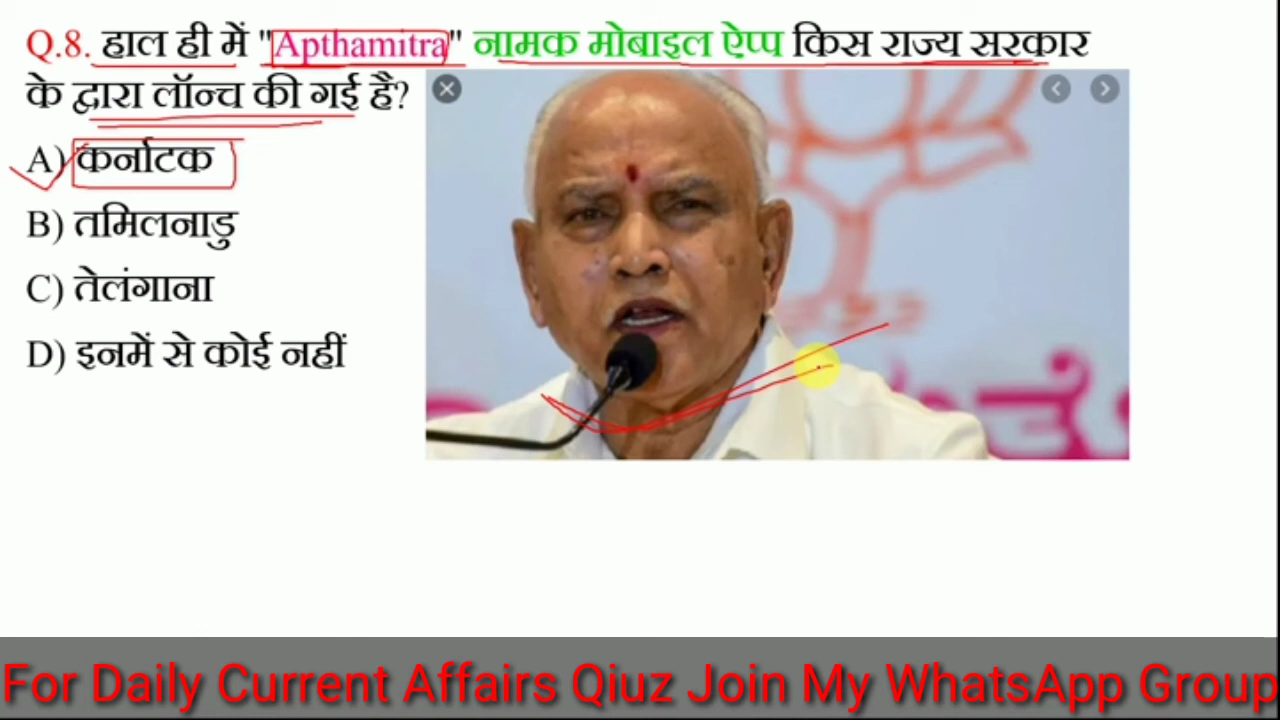 Q.8. हाल ही में "Apthamitra" नामक मोबाइल ऐप्प किस राज्य सरकार
के द्वारा लॉन्च की गई है?
A) कर्नाटक
B) तमिलनाडु
C) तेलंगाना
D) इनमें से कोई नहीं
For Daily Current Affairs Qiuz Join My WhatsApp Group